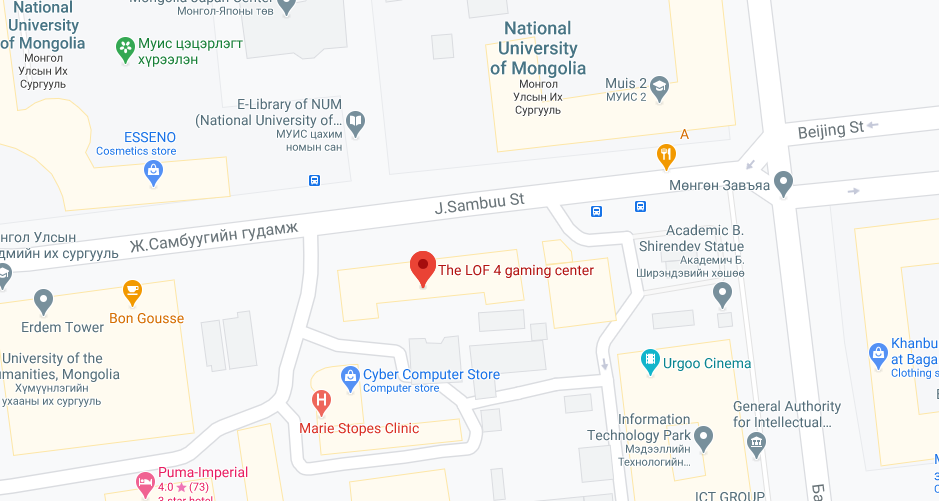 National
University
of Mongolia
Монгол
Улсын Их
Сургууль
Монгол-Японы төв
Муис цэцэрлэгт
хүрээлэн
National
University
of Mongolia
Монгол
Улсын Их
Сургууль
Muis 2
МУИС 2
E-Library of NUM
(National University of…
МУИС цахим
номын сан
ESSENO
Cosmetics store
A
Beijing St
Мөнгөн Завъяа
J.Sambuu St
Ж.Самбуугийн гудамж
Academic B.
Shirendev Statue
Академич Б.
Ширэндэвийн хөшөө
The LOF 4 gaming center
Bon Gousse
Erdem Tower
University of the
Mongolia
Хүмүүнлэгийн
ухааны их сургууль
Cyber Computer Store
Computer store
Marie Stopes Clinic
Urgoo Cinema
at Baga
Clothing
Information
Technology Park
Мэдээллийн
Технологийн…
General Authority
for Intellectual…
Puma-Imperial
4.0 ★ (73)
3-star hotel
ICT GROUP